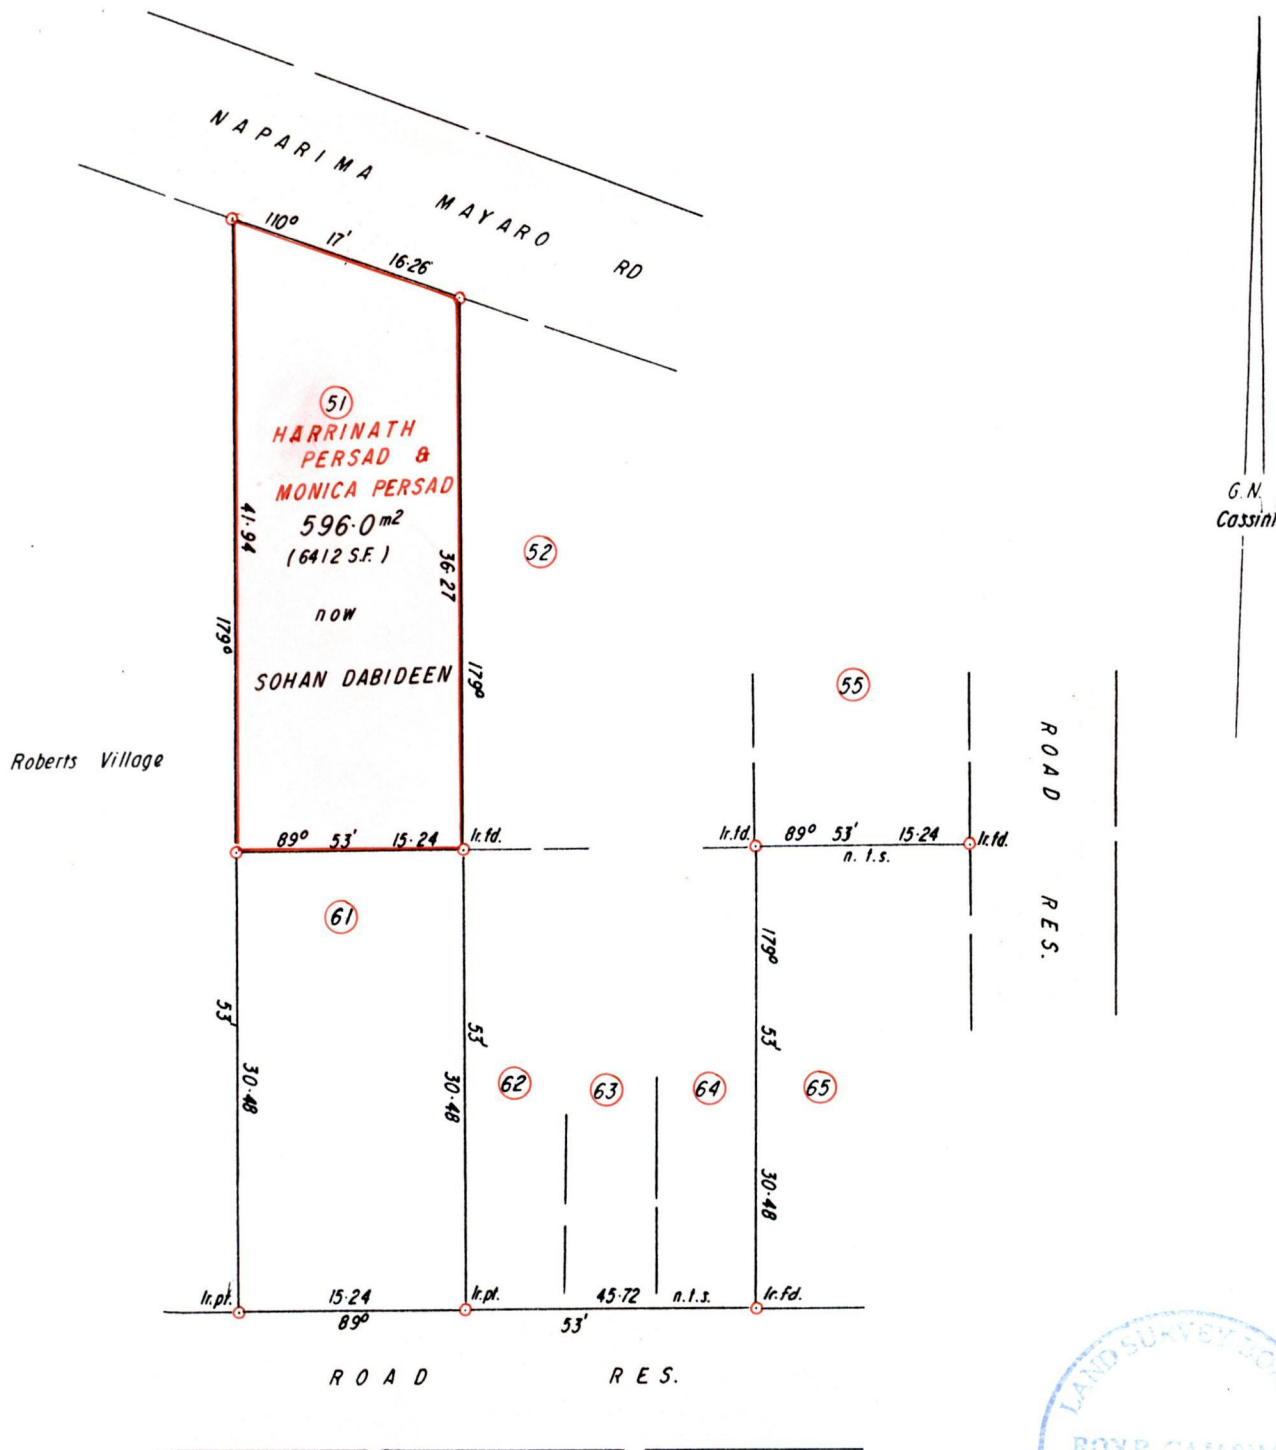 NAPARIMA MAYARO RD
110° 17' 16·26
51
HARRINATH
PERSAD &
MONICA PERSAD
596·0 m2
(6412 S.F.)
now
SOHAN DABIDEEN
41·94
179°
36·27
179°
52
G.N.
Cassini
55
ROAD RES.
Roberts Village
89° 53' 15·24 Ir.fd.
Ir.fd. 89° 53' 15·24 Ir.fd.
n.t.s.
61
53'
30·48
53'
30·48
62
63
64
65
179°
53'
30·48
Ir.pt. 15·24 Ir.pt. 45·72 n.t.s. Ir.fd.
89° 53'
ROAD RES.
LAND SURVEY